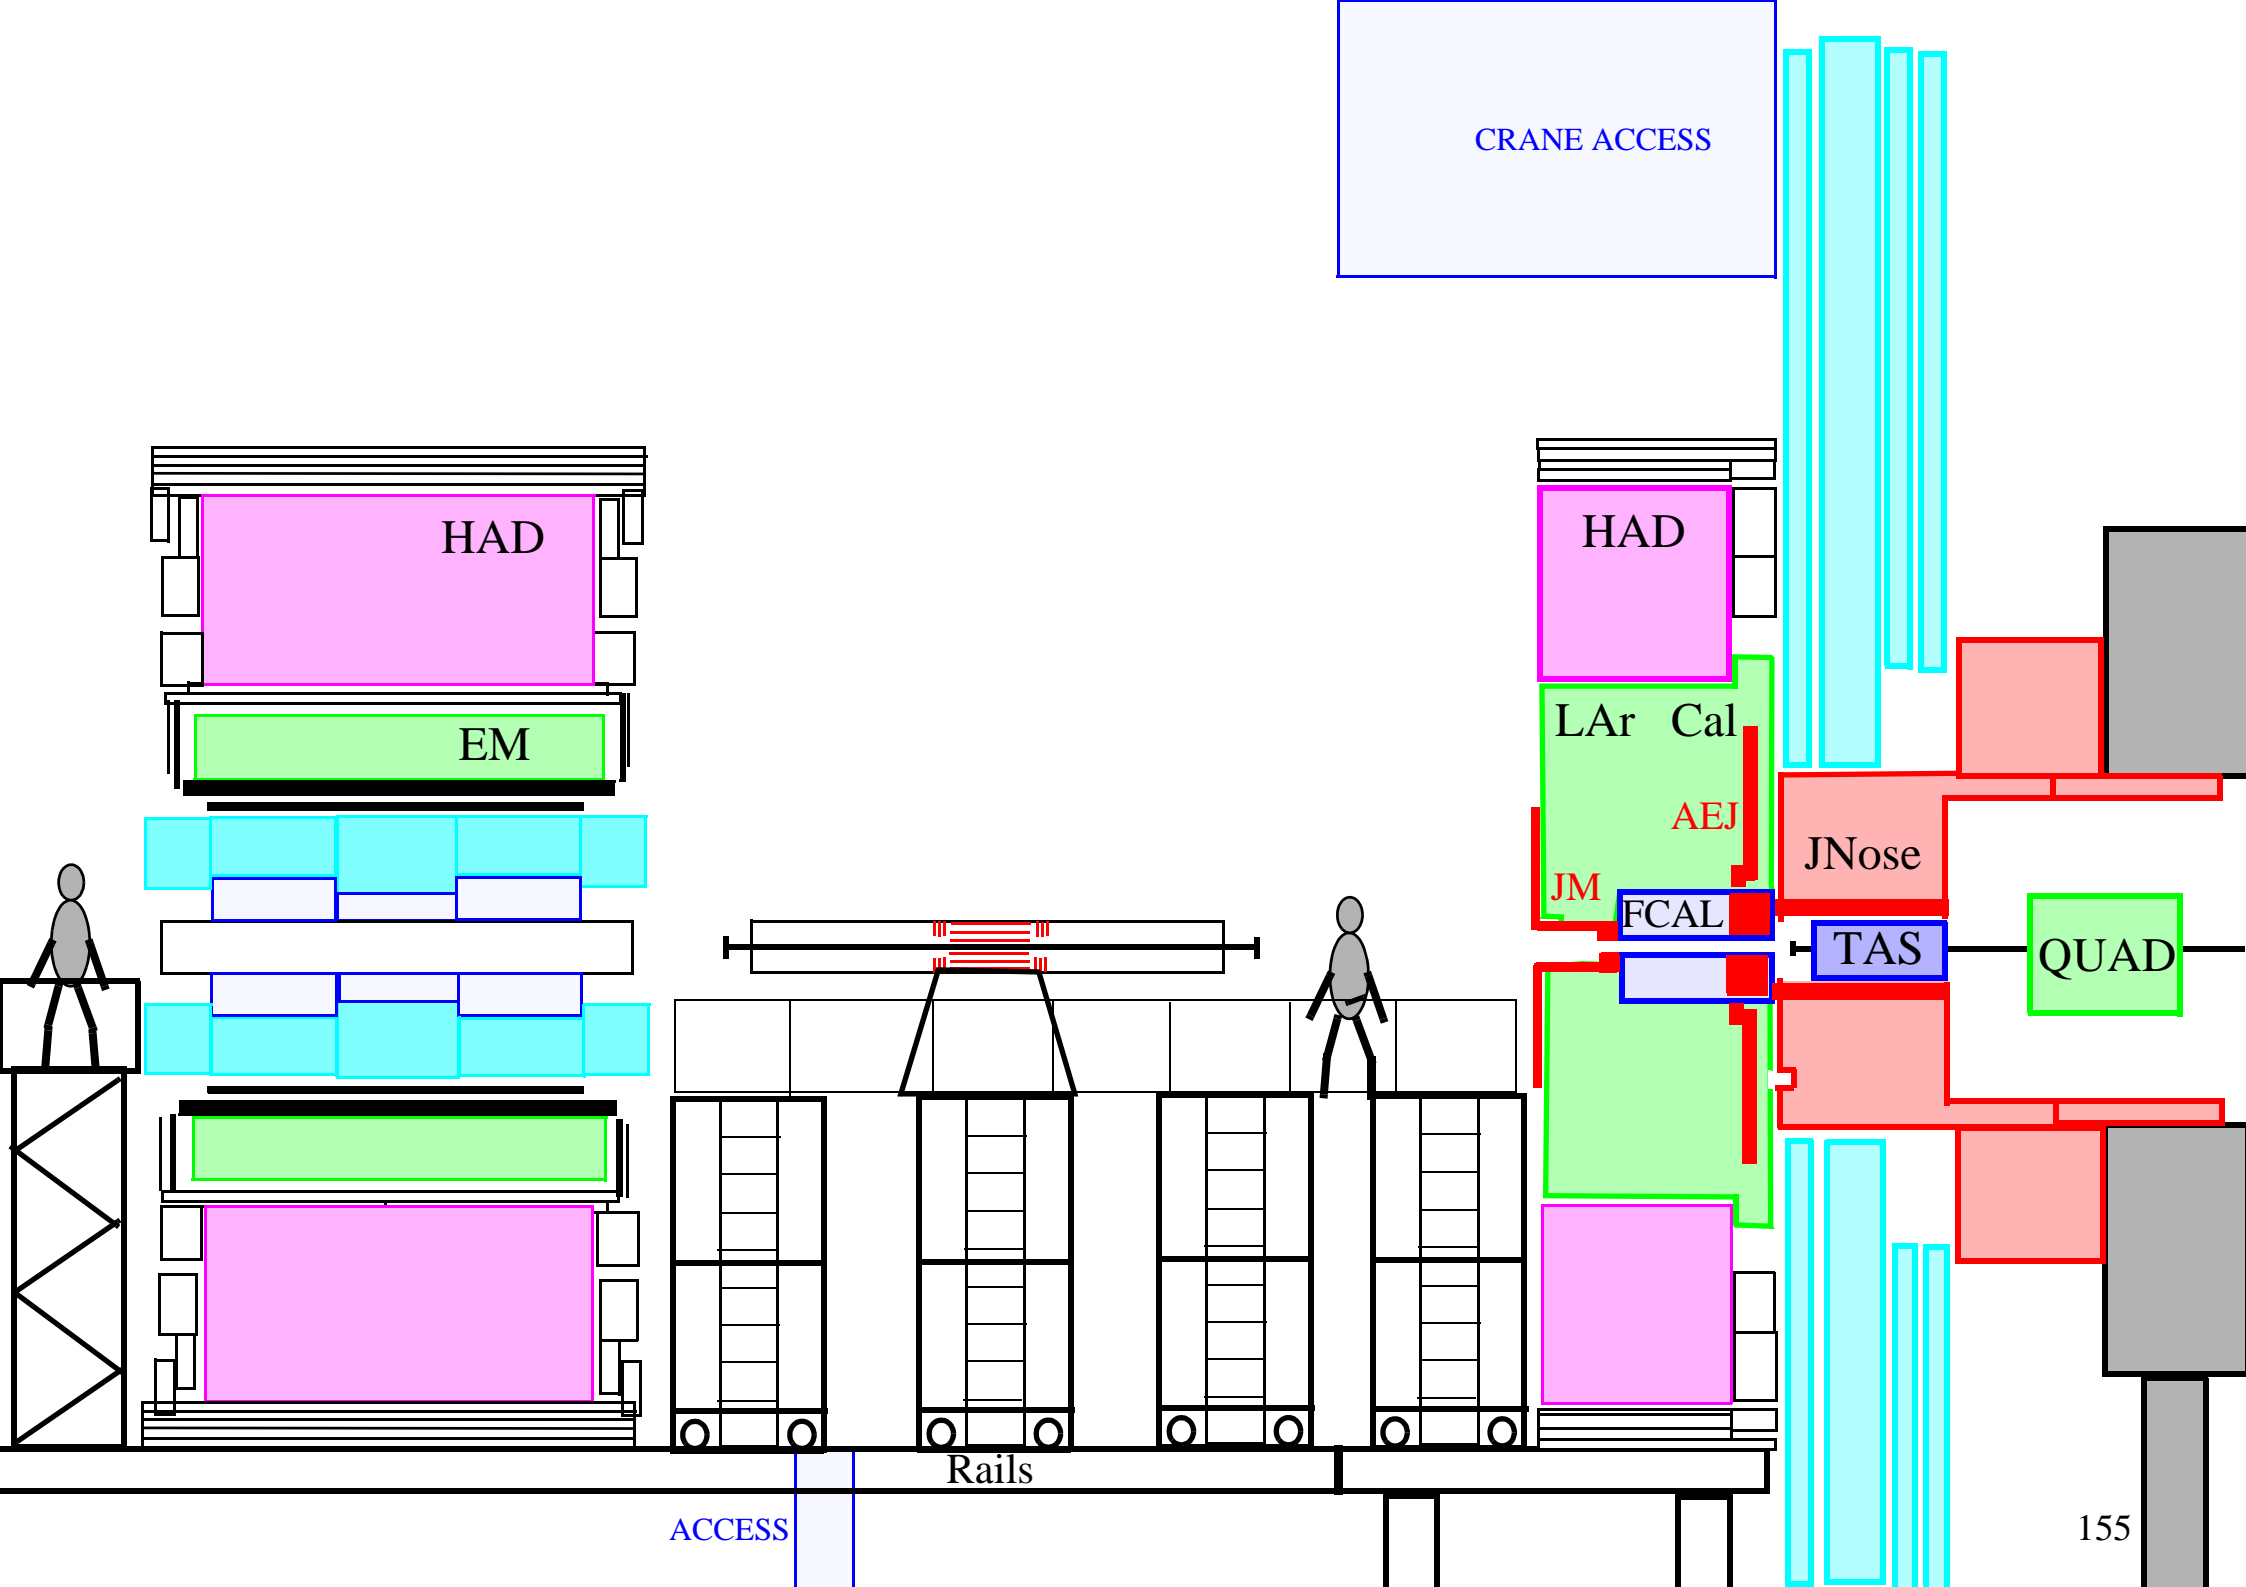 CRANE ACCESS
HAD
HAD
EM
LAr Cal
AEJ
JM
FCAL
JNose
TAS
QUAD
Rails
ACCESS
155